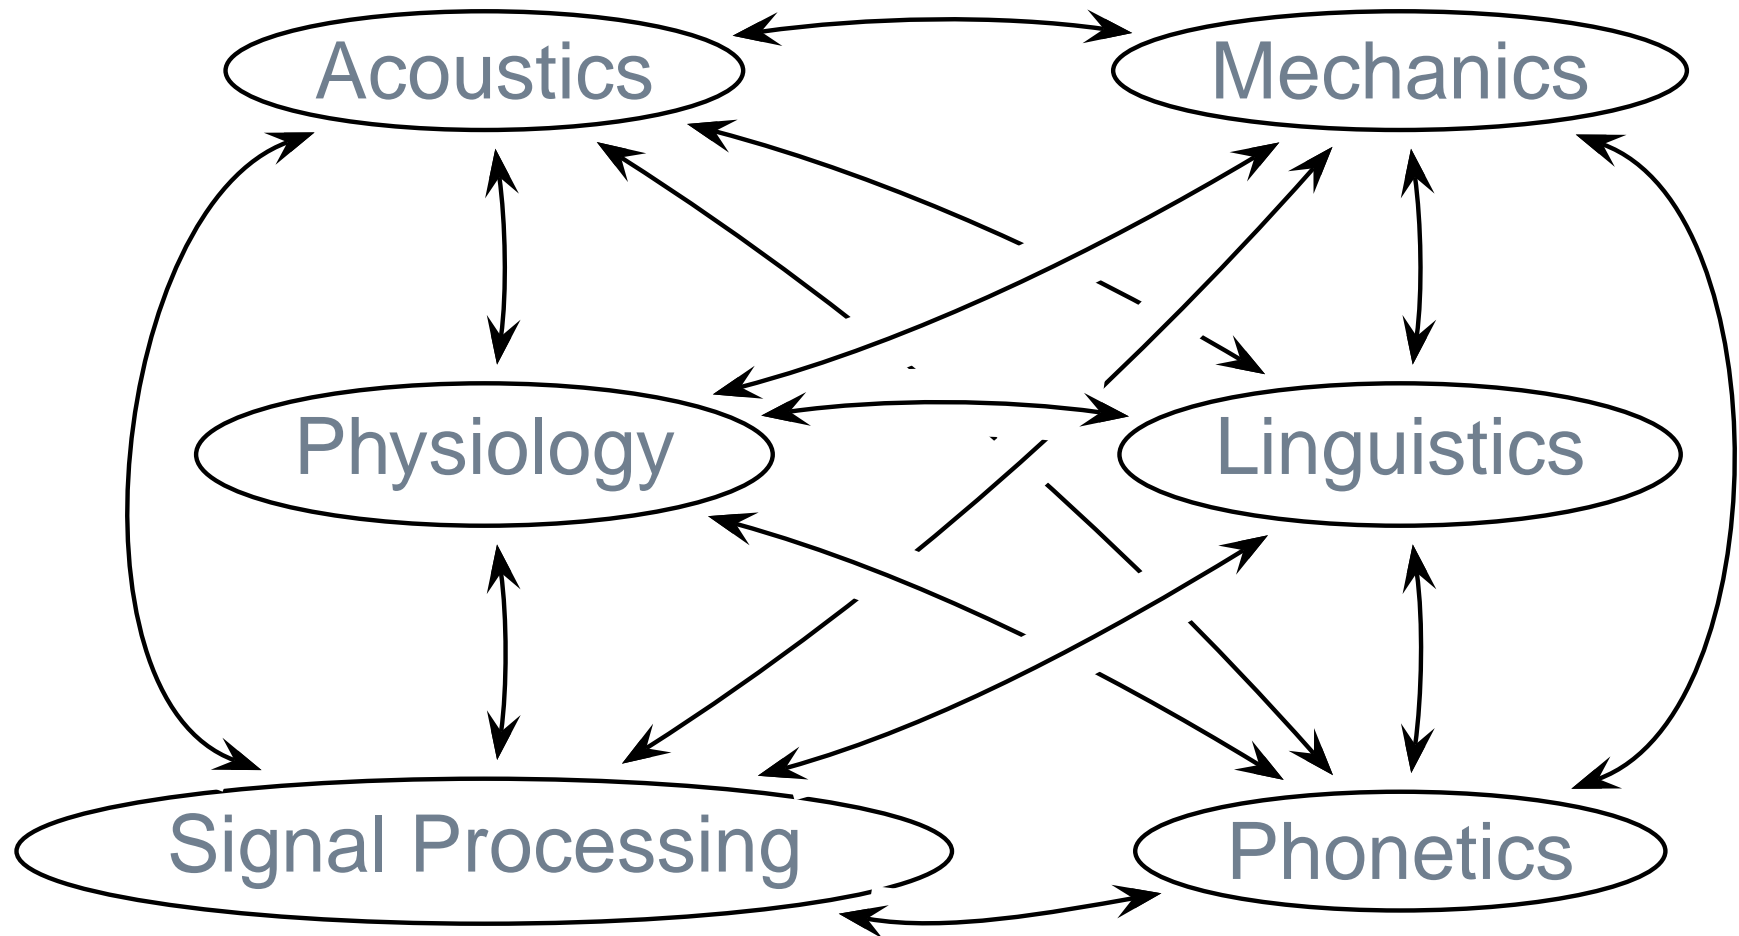 Acoustics
Mechanics
Physiology
Linguistics
Signal Processing
Phonetics